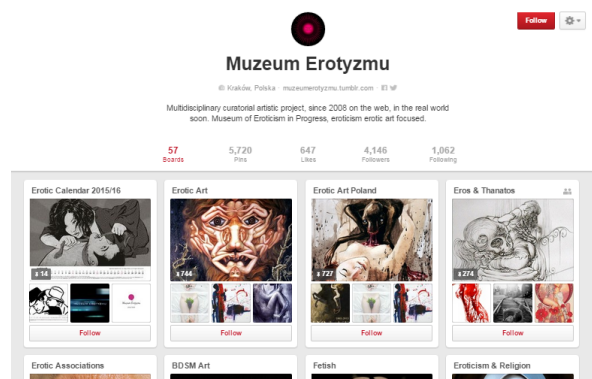 Follow
Muzeum Erotyzmu
Kraków, Polska · muzeumerotyzmu.tumblr.com ·
Multidisciplinary curatorial artistic project, since 2008 on the web, in the real world
soon. Museum of Eroticism in Progress, eroticism erotic art focused.
57 5,720 647 4,146 1,062
Boards Pins Likes Followers Following
Erotic Calendar 2015/16 Erotic Art Erotic Art Poland Eros & Thanatos
14 744 727 274
Follow Follow Follow Follow
Erotic Associations BDSM Art Fetish Eroticism & Religion